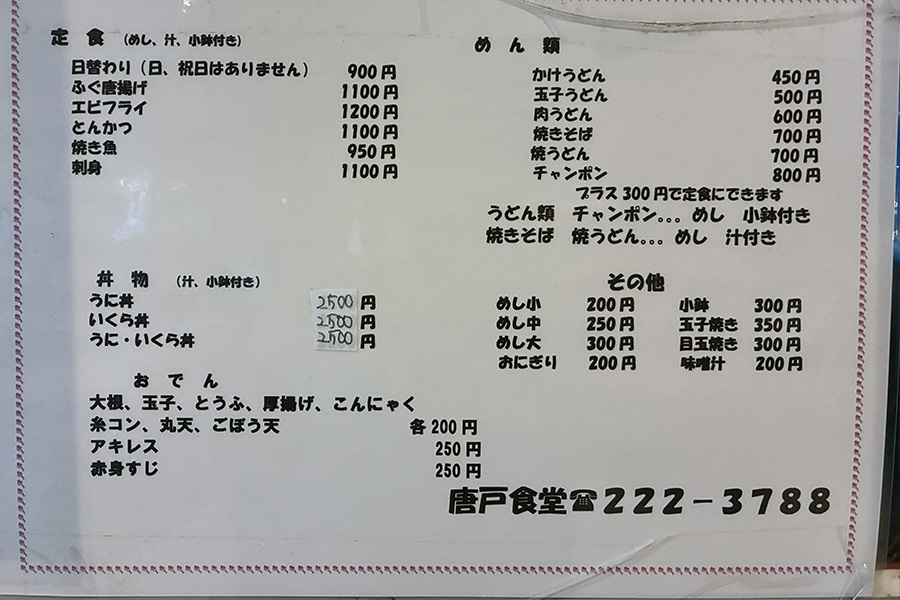 定食 (めし、汁、小鉢付き)
日替わり（日、祝日はありません） 900円
ふぐ唐揚げ 1100円
エビフライ 1200円
とんかつ 1100円
焼き魚 950円
刺身 1100円
めん類
かけうどん 450円
玉子うどん 500円
肉うどん 600円
焼きそば 700円
焼うどん 700円
チャンポン 800円
プラス300円で定食にできます
うどん類 チャンポン。。。めし 小鉢付き
焼きそば 焼うどん。。。めし 汁付き
丼物 (汁、小鉢付き)
うに丼 2500円
いくら丼 2500円
うに・いくら丼 2500円
その他
めし小 200円 小鉢 300円
めし中 250円 玉子焼き 350円
めし大 300円 目玉焼き 300円
おにぎり 200円 味噌汁 200円
おでん
大根、玉子、とうふ、厚揚げ、こんにゃく
糸コン、丸天、ごぼう天 各200円
アキレス 250円
赤身すじ 250円
唐戸食堂☎222-3788